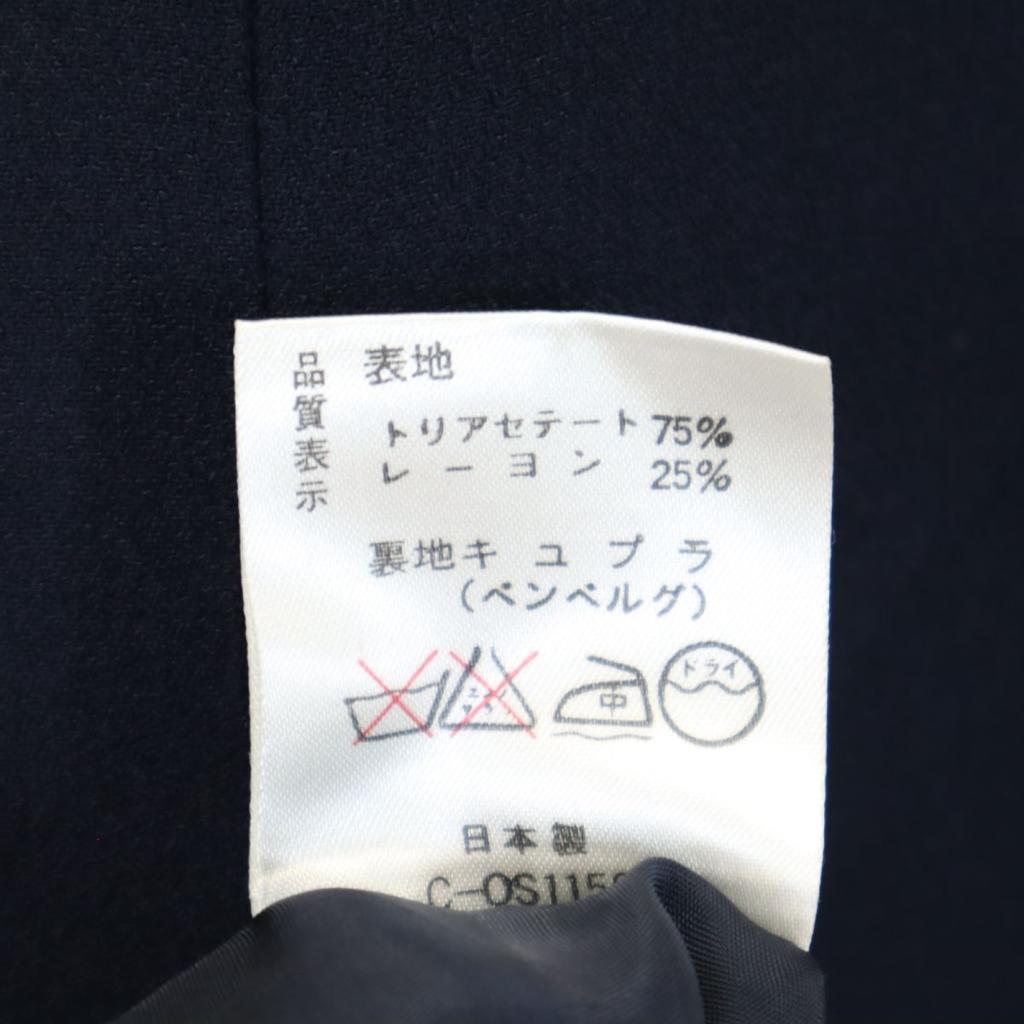 品質表示
表地
トリアセテート 75%
レーヨン 25%
裏地キュプラ
(ベンベルグ)
中
ドライ
日本製
C-OS115